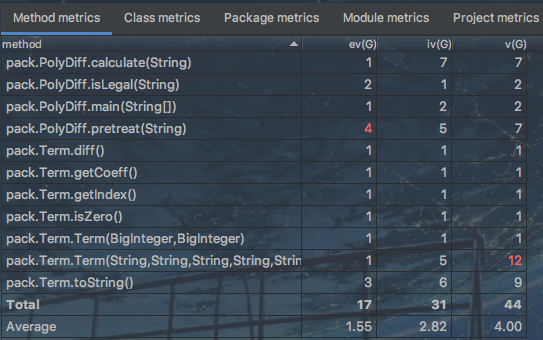 Method metrics Class metrics Package metrics Module metrics Project metrics
method ev(G) iv(G) v(G)
pack.PolyDiff.calculate(String) 1 7 7
pack.PolyDiff.isLegal(String) 2 1 2
pack.PolyDiff.main(String[]) 1 2 2
pack.PolyDiff.pretreat(String) 4 5 7
pack.Term.diff() 1 1 1
pack.Term.getCoeff() 1 1 1
pack.Term.getIndex() 1 1 1
pack.Term.isZero() 1 1 1
pack.Term.Term(BigInteger,BigInteger) 1 1 1
pack.Term.Term(String,String,String,String,Strin 1 5 12
pack.Term.toString() 3 6 9
Total 17 31 44
Average 1.55 2.82 4.00